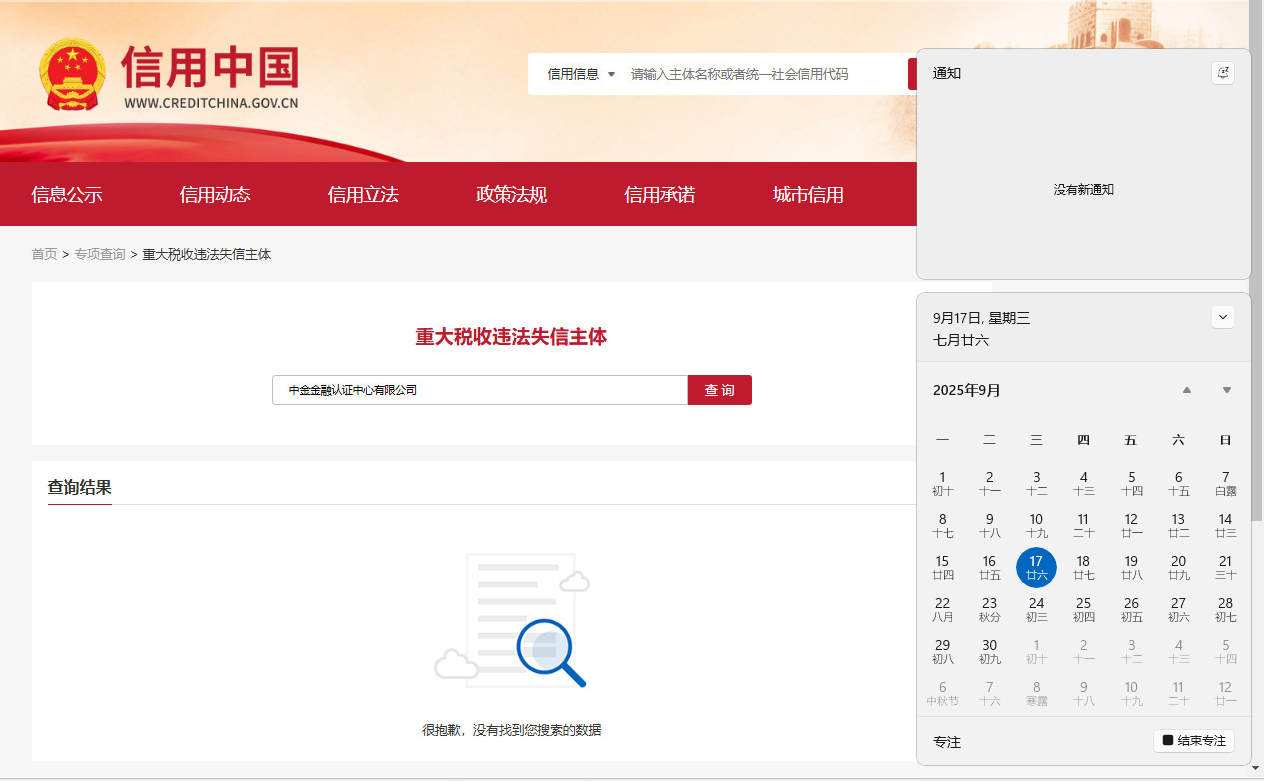 信用中国
WWW.CREDITCHINA.GOV.CN
信用信息 请输入主体名称或者统一社会信用代码
信息公示 信用动态 信用立法 政策法规 信用承诺 城市信用
首页 > 专项查询 > 重大税收违法失信主体
重大税收违法失信主体
中金金融认证中心有限公司 查 询
查询结果
很抱歉，没有找到您搜索的数据
通知
没有新通知
9月17日, 星期三
七月廿六
2025年9月
一 二 三 四 五 六 日
1 2 3 4 5 6 7
初十 十一 十二 十三 十四 十五 白露
8 9 10 11 12 13 14
十七 十八 十九 二十 廿一 廿二 廿三
15 16 17 18 19 20 21
廿四 廿五 廿六 廿七 廿八 廿九 三十
22 23 24 25 26 27 28
八月 秋分 初三 初四 初五 初六 初七
29 30 1 2 3 4 5
初八 初九 初十 十一 十二 十三 十四
6 7 8 9 10 11 12
中秋节 十六 寒露 十八 十九 二十 廿一
专注 结束专注